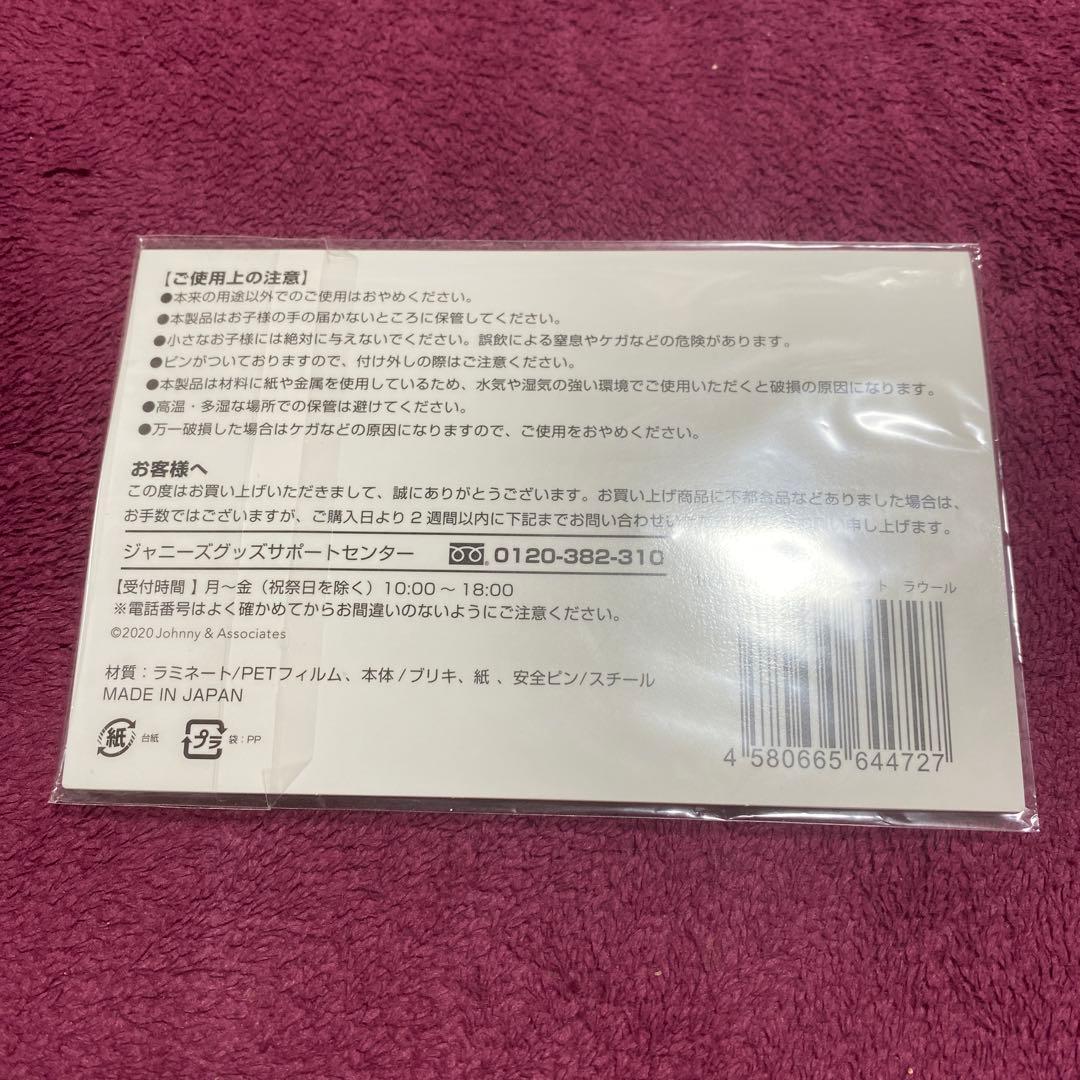 【ご使用上の注意】
●本来の用途以外でのご使用はおやめください。
●本製品はお子様の手の届かないところに保管してください。
●小さなお子様には絶対に与えないでください。誤飲による窒息やケガなどの危険があります。
●ピンがついておりますので、付け外しの際はご注意ください。
●本製品は材料に紙や金属を使用しているため、水気や湿気の強い環境でご使用いただくと破損の原因になります。
●高温・多湿な場所での保管は避けてください。
●万一破損した場合はケガなどの原因になりますので、ご使用をおやめください。
お客様へ
この度はお買い上げいただきまして、誠にありがとうございます。お買い上げ商品に不都合品などありました場合は、
お手数ではございますが、ご購入日より2週間以内に下記までお問い合わせ 申し上げます。
ジャニーズグッズサポートセンター 0120-382-310
【受付時間】月〜金（祝祭日を除く）10:00〜18:00
※電話番号はよく確かめてからお間違いのないようにご注意ください。
ラウール
©2020 Johnny & Associates
材質：ラミネート/PETフィルム、本体/ブリキ、紙、安全ピン/スチール
MADE IN JAPAN
紙 台紙 プラ 袋：PP
4 580665 644727